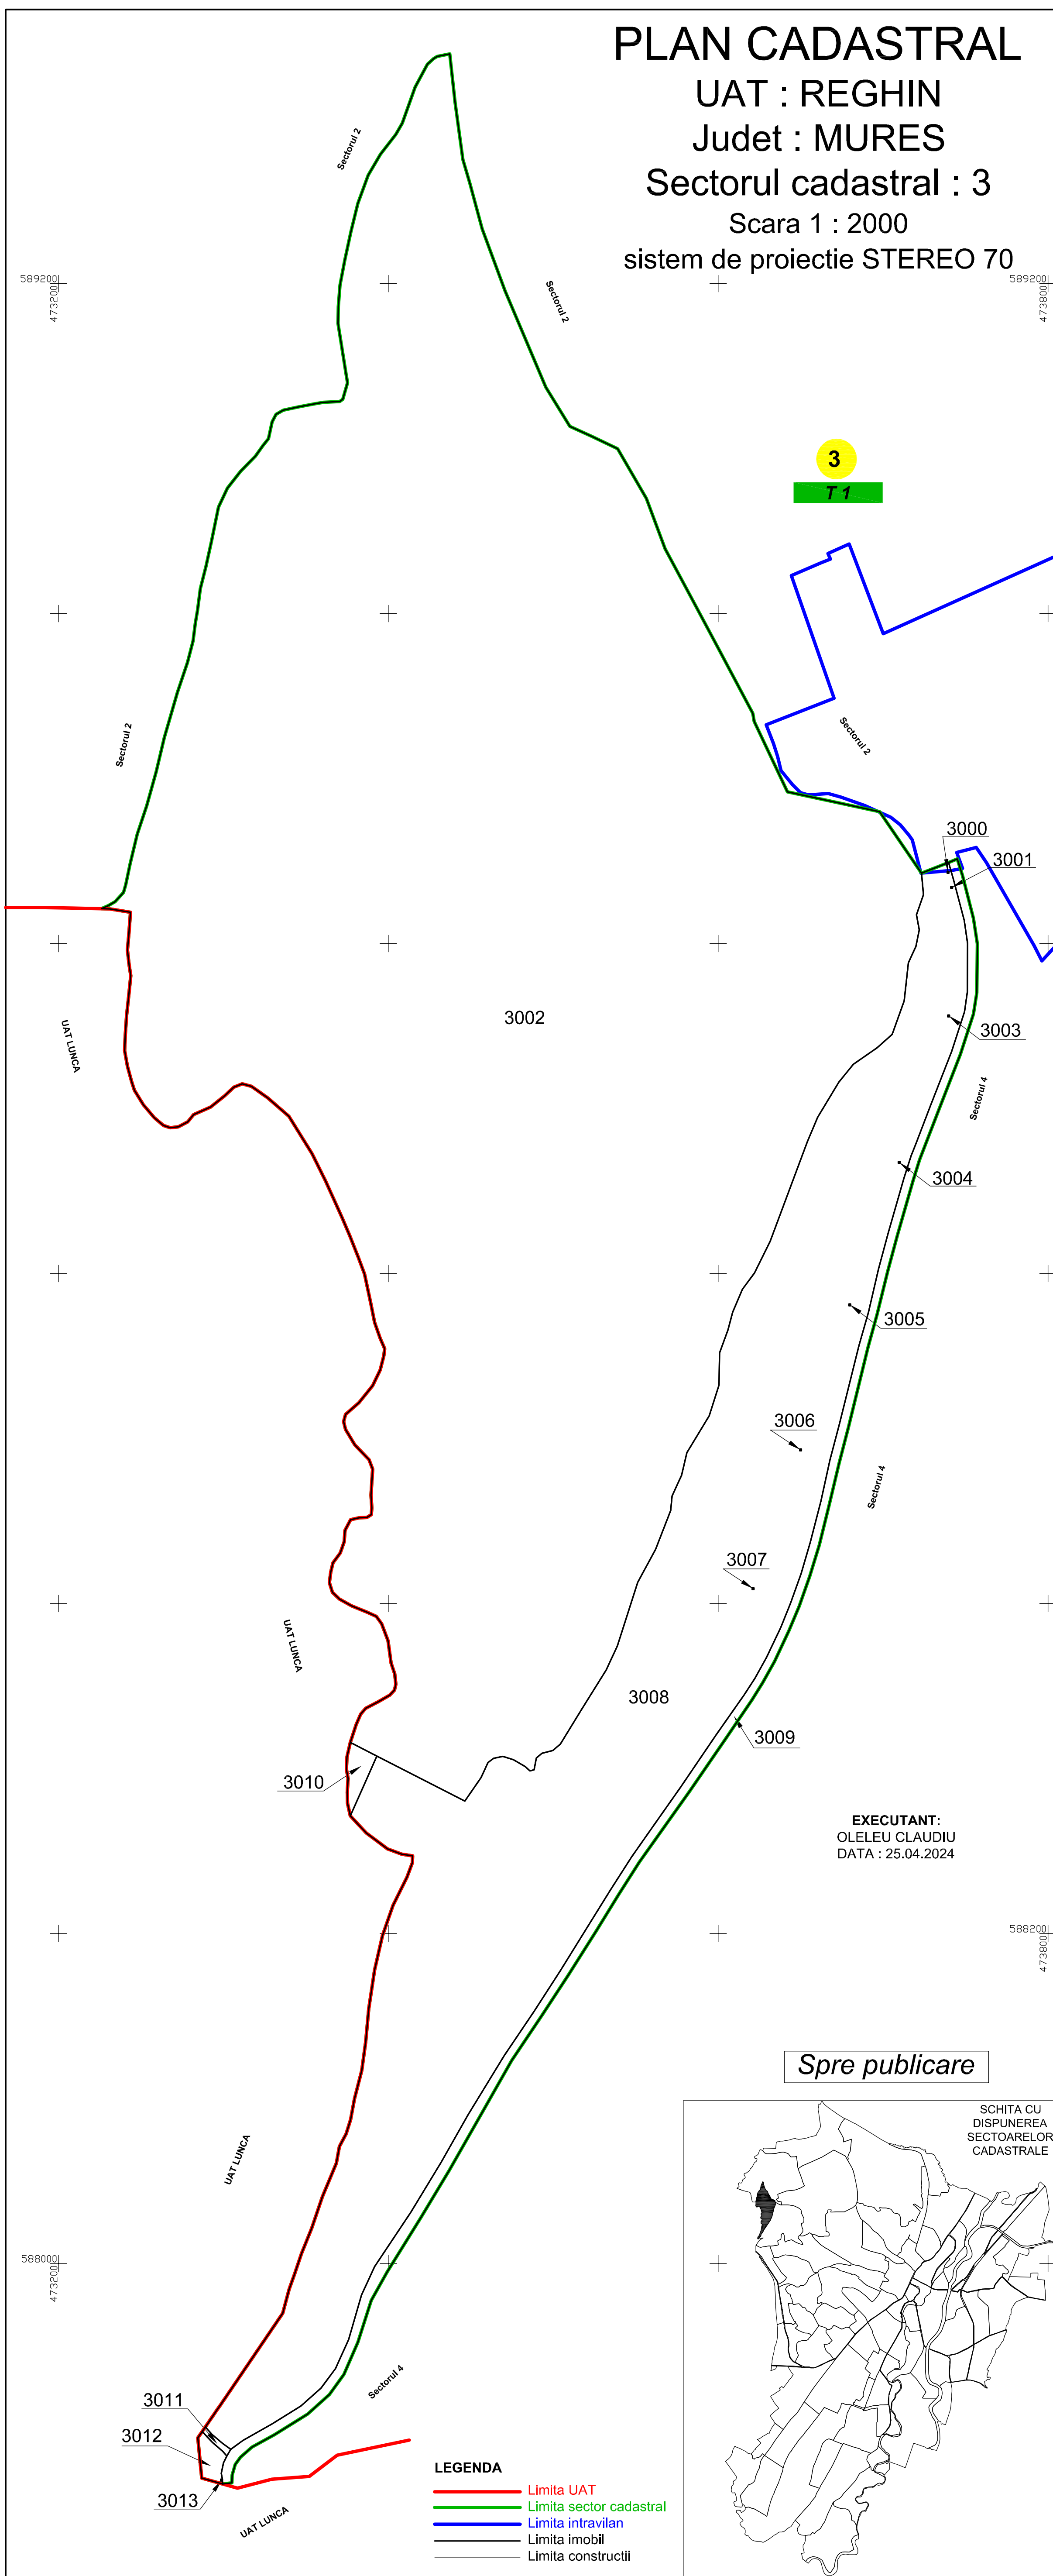 PLAN CADASTRAL
UAT : REGHIN
Judet : MURES
Sectorul cadastral : 3
Scara 1 : 2000
sistem de proiectie STEREO 70
Sectorul 2
589200
473200
589200
473800
Sectorul 2
3
T 1
Sectorul 2
Sectorul 2
3000
3001
3002
UAT LUNCA
3003
Sectorul 4
3004
3005
3006
Sectorul 4
3007
UAT LUNCA
3008
3009
3010
EXECUTANT:
OLELEU CLAUDIU
DATA : 25.04.2024
588200
473800
Spre publicare
SCHITA CU
DISPUNEREA
SECTOARELOR
CADASTRALE
UAT LUNCA
588000
473200
Sectorul 4
3011
3012
3013
UAT LUNCA
LEGENDA
Limita UAT
Limita sector cadastral
Limita intravilan
Limita imobil
Limita constructii